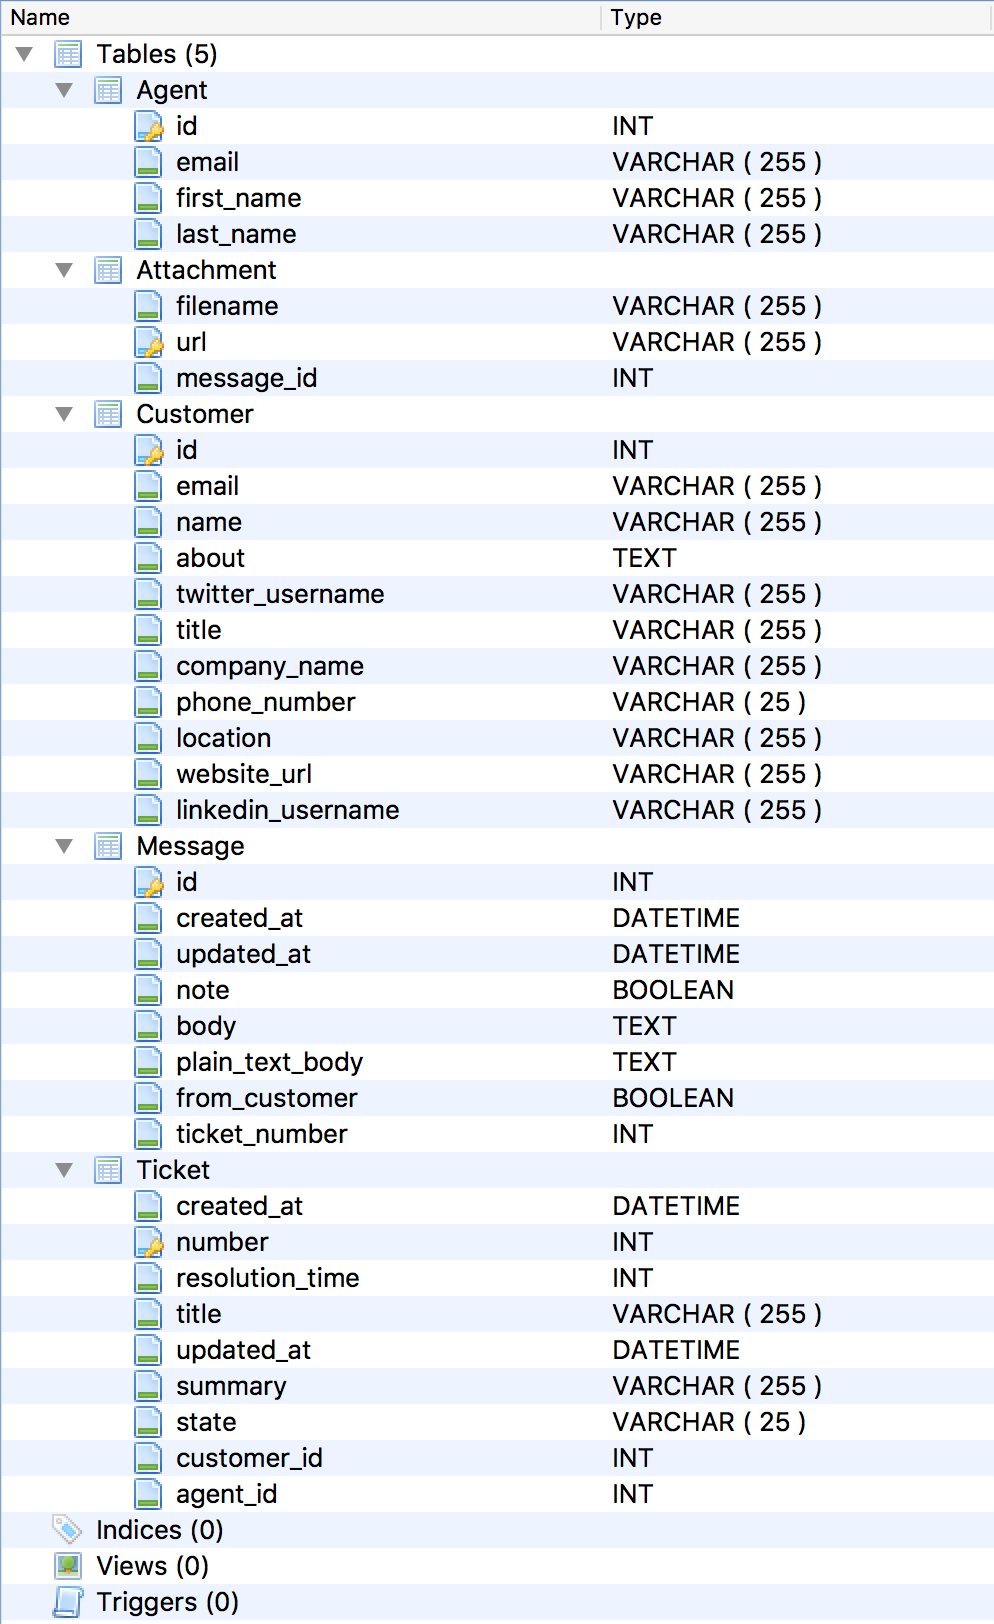 Name Type
Tables (5)
Agent
id INT
email VARCHAR ( 255 )
first_name VARCHAR ( 255 )
last_name VARCHAR ( 255 )
Attachment
filename VARCHAR ( 255 )
url VARCHAR ( 255 )
message_id INT
Customer
id INT
email VARCHAR ( 255 )
name VARCHAR ( 255 )
about TEXT
twitter_username VARCHAR ( 255 )
title VARCHAR ( 255 )
company_name VARCHAR ( 255 )
phone_number VARCHAR ( 25 )
location VARCHAR ( 255 )
website_url VARCHAR ( 255 )
linkedin_username VARCHAR ( 255 )
Message
id INT
created_at DATETIME
updated_at DATETIME
note BOOLEAN
body TEXT
plain_text_body TEXT
from_customer BOOLEAN
ticket_number INT
Ticket
created_at DATETIME
number INT
resolution_time INT
title VARCHAR ( 255 )
updated_at DATETIME
summary VARCHAR ( 255 )
state VARCHAR ( 25 )
customer_id INT
agent_id INT
Indices (0)
Views (0)
Triggers (0)